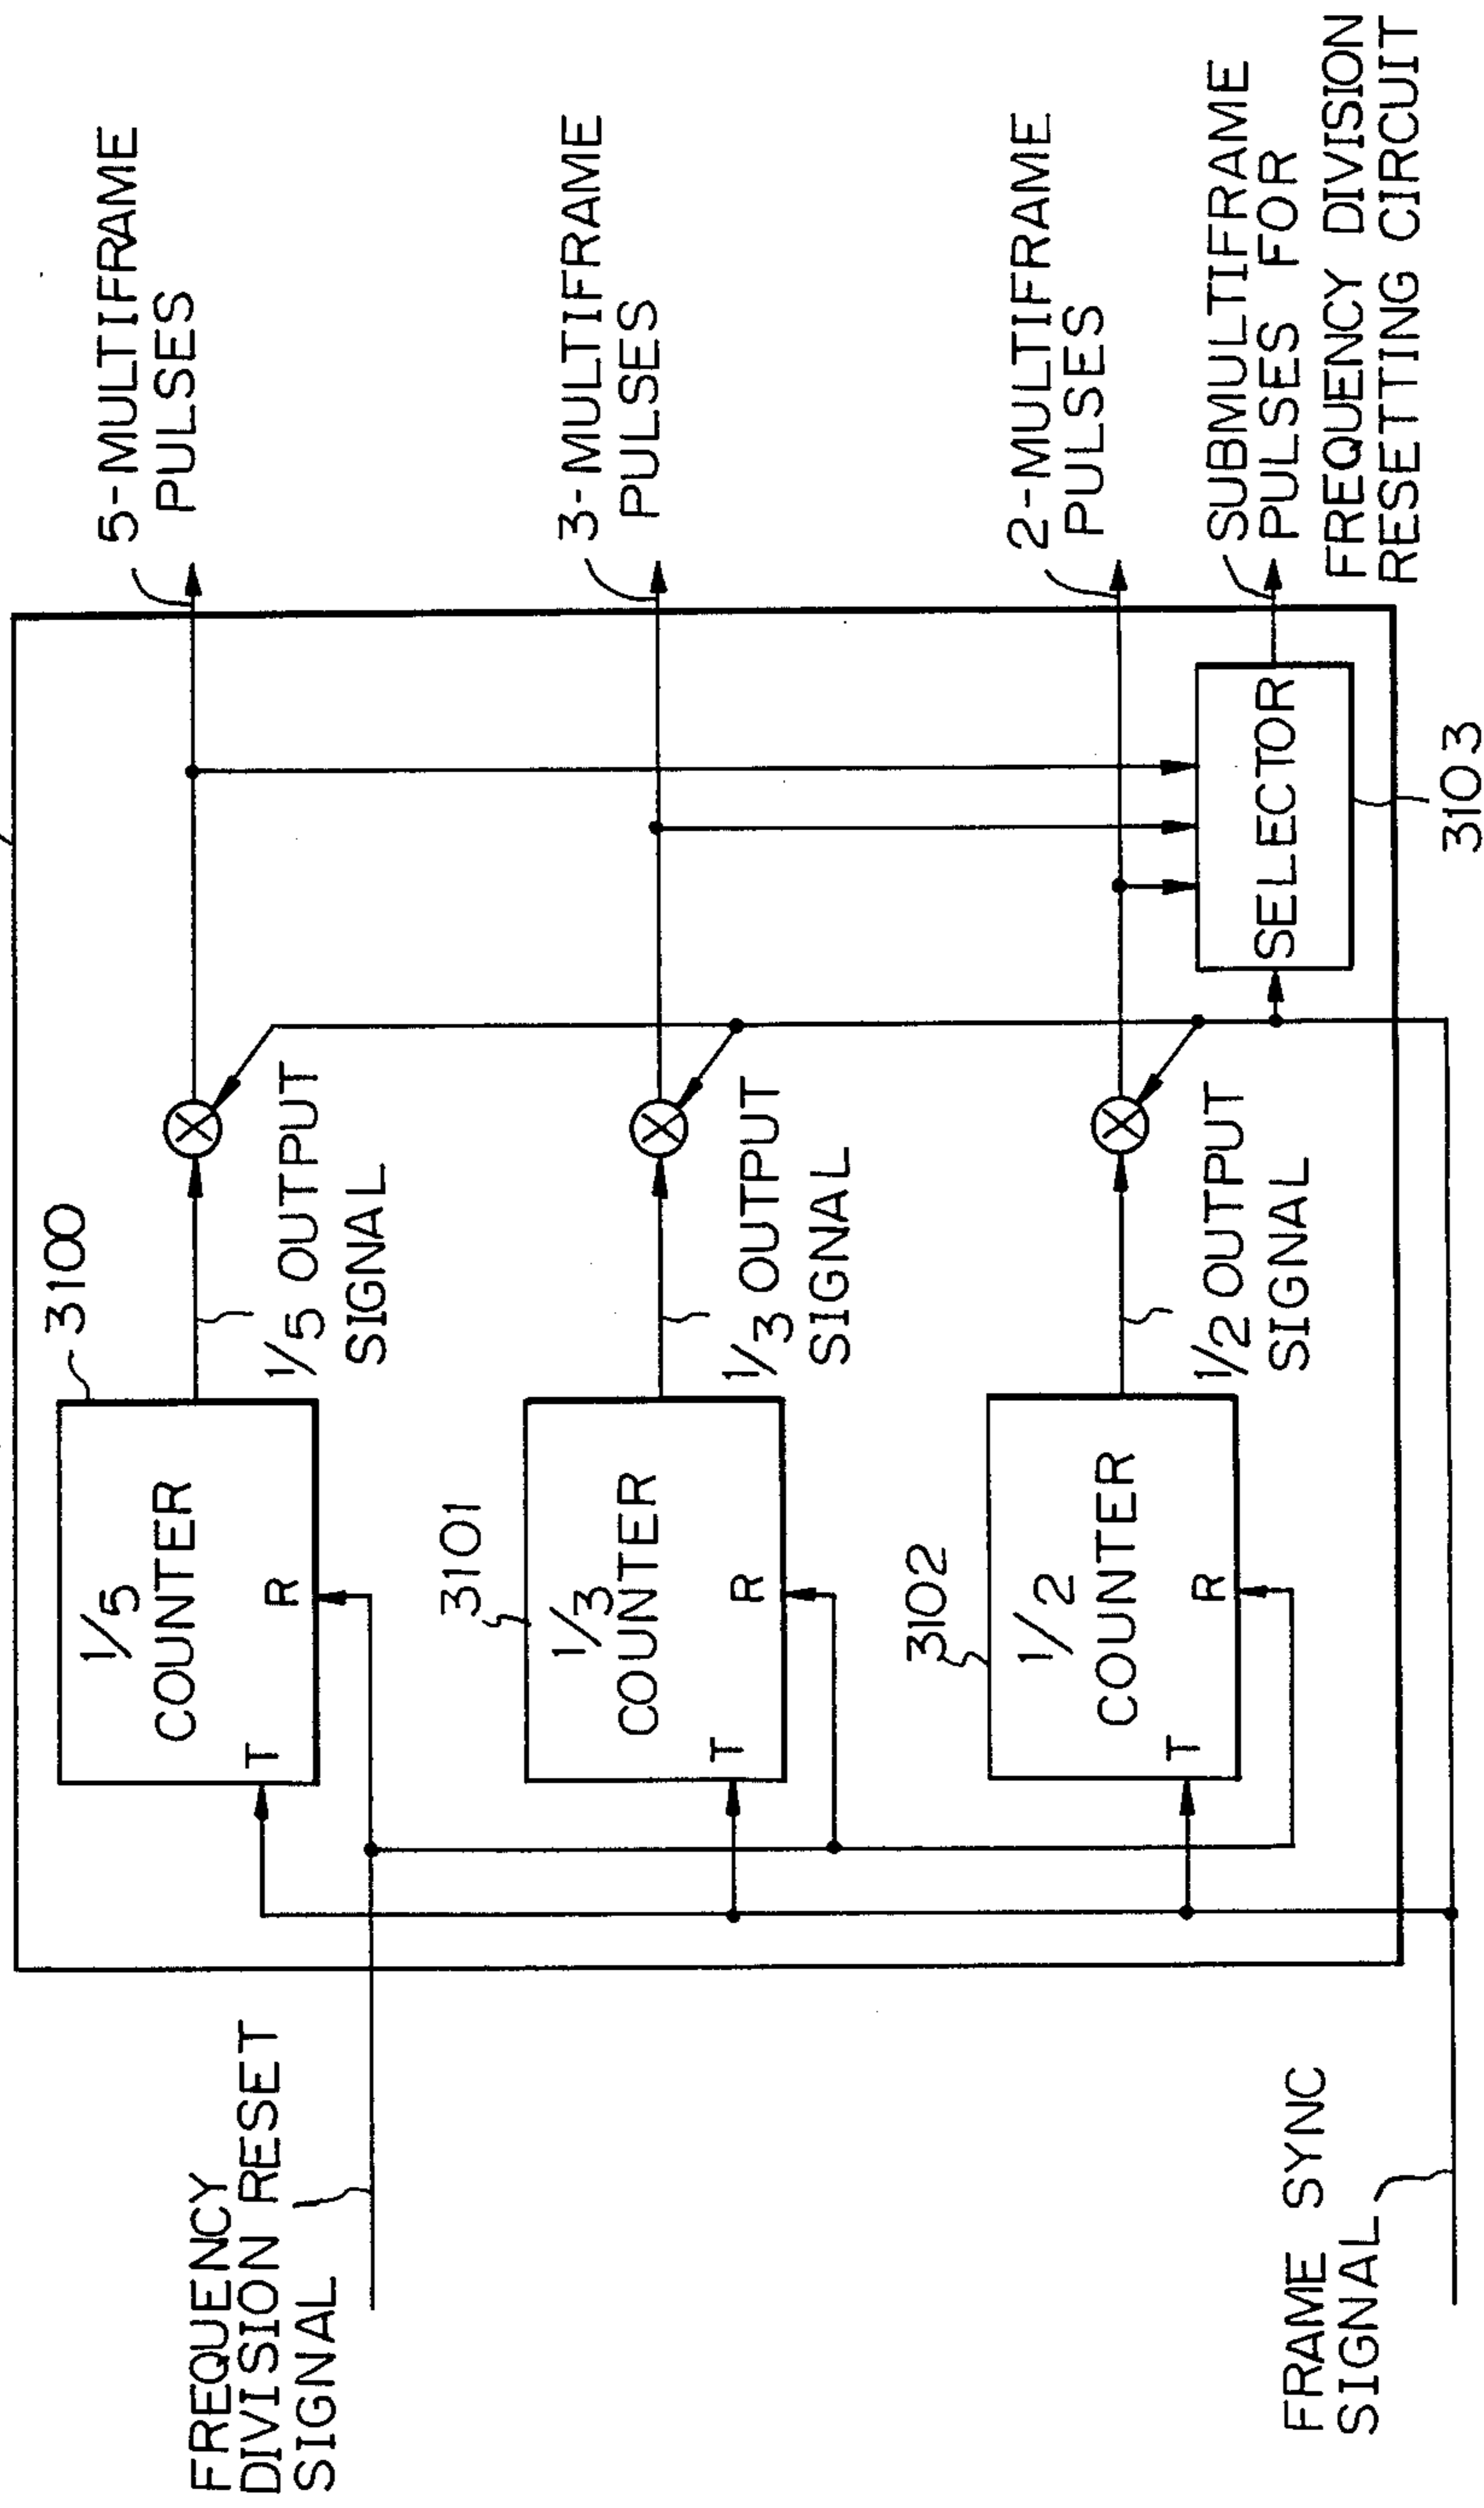 FREQUENCY
DIVISION RESET
SIGNAL
FRAME SYNC
SIGNAL
3100
1/5
COUNTER
T
R
1/5 OUTPUT
SIGNAL
5-MULTIFRAME
PULSES
3101
1/3
COUNTER
T
R
1/3 OUTPUT
SIGNAL
3-MULTIFRAME
PULSES
3102
1/2
COUNTER
T
R
1/2 OUTPUT
SIGNAL
2-MULTIFRAME
PULSES
SELECTOR
3103
SUBMULTIFRAME
PULSES FOR
FREQUENCY DIVISION
RESETTING CIRCUIT